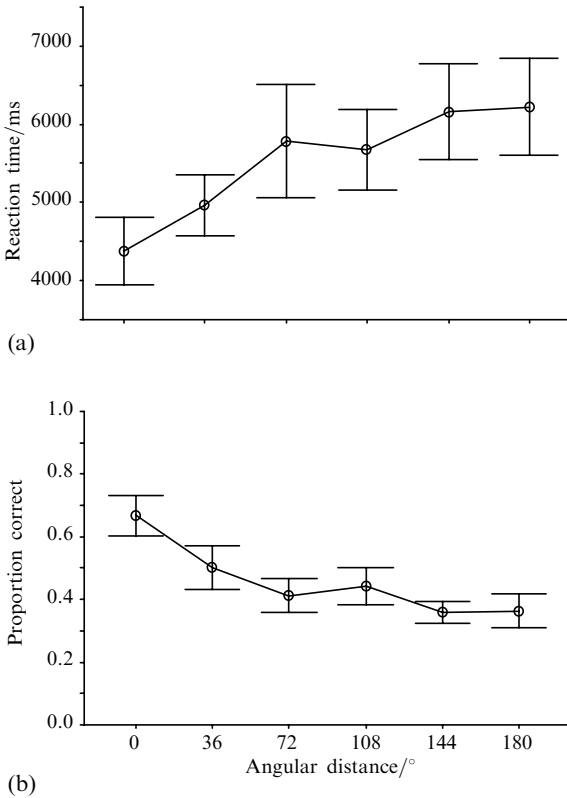 7000
6000
5000
4000
Reaction time/ms
(a)
1.0
0.8
0.6
0.4
0.2
0.0
Proportion correct
0 36 72 108 144 180
Angular distance/°
(b)